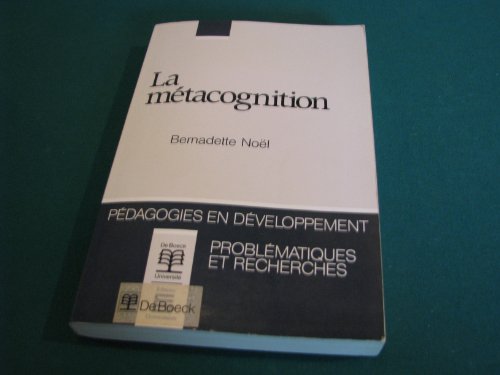 La
métacognition
Bernadette Noël
PÉDAGOGIES EN DÉVELOPPEMENT
PROBLÉMATIQUES
ET RECHERCHES
De Boeck
Université
De Boeck